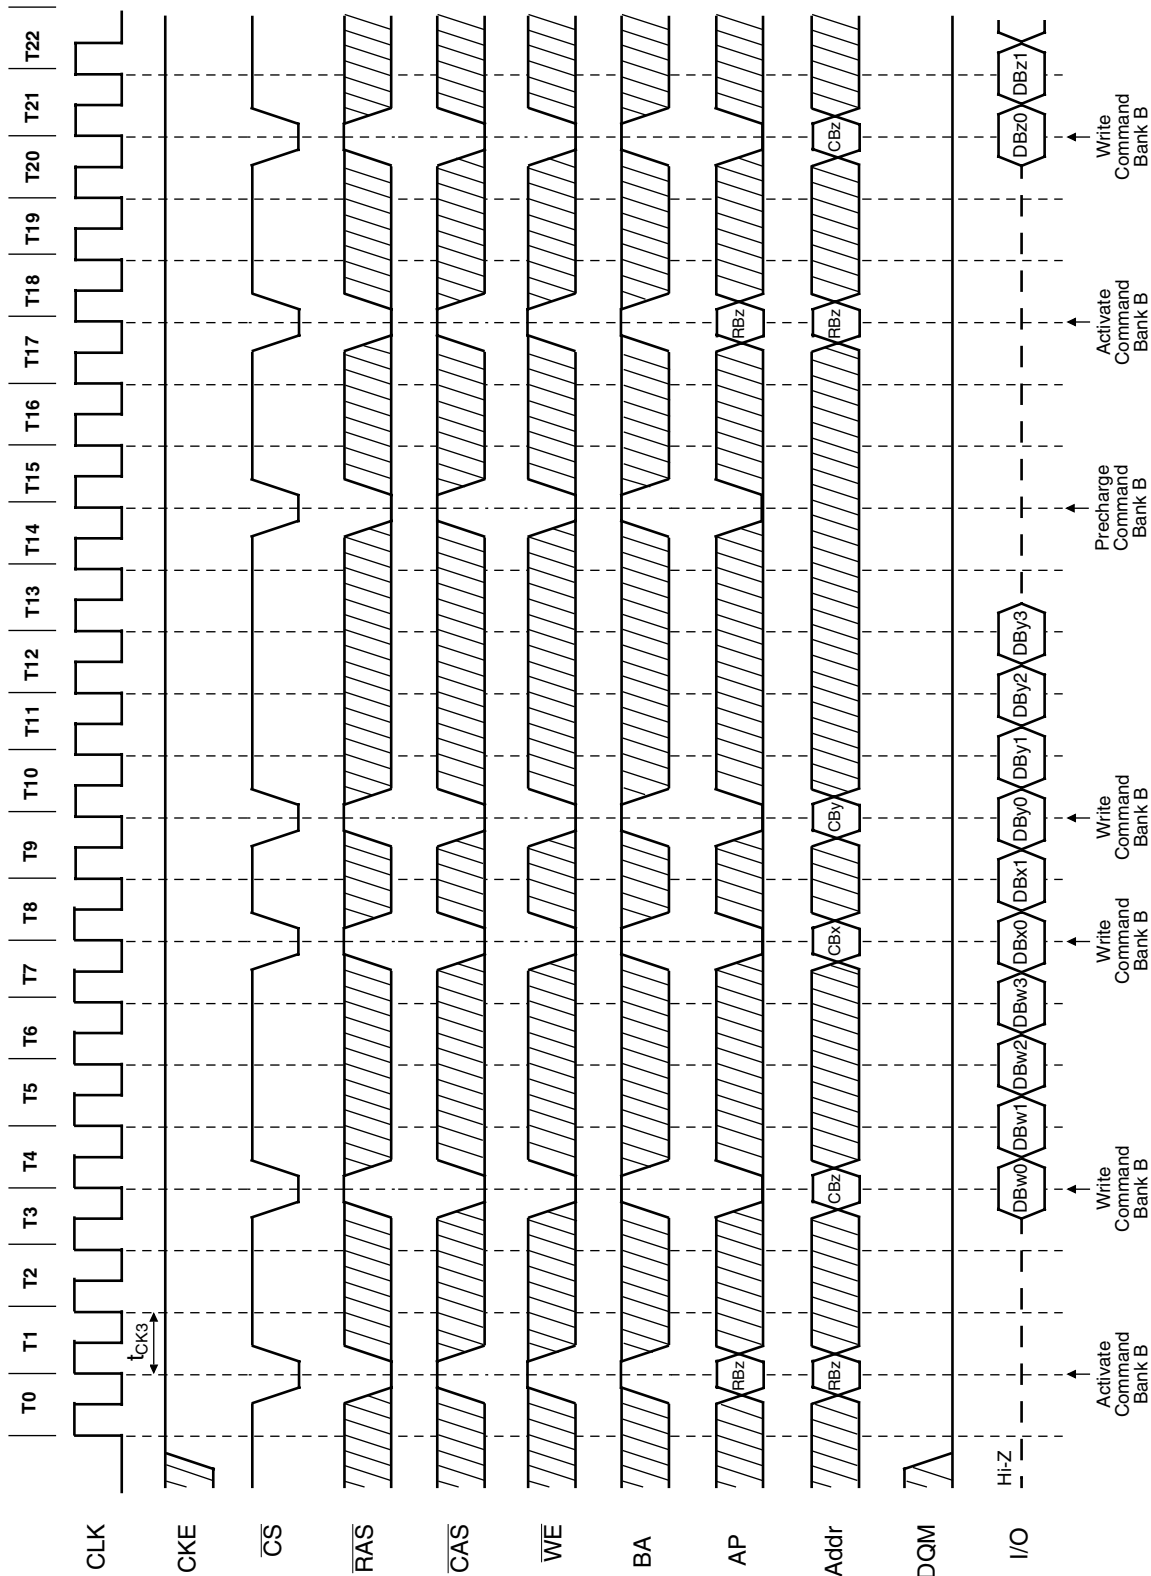 T0 T1 T2 T3 T4 T5 T6 T7 T8 T9 T10 T11 T12 T13 T14 T15 T16 T17 T18 T19 T20 T21 T22
CLK
tCK3
CKE
CS
RAS
CAS
WE
BA
AP RBz RBz
Addr RBz CBz CBx CBy RBz CBz
DQM
I/O Hi-Z DBw0 DBw1 DBw2 DBw3 DBx0 DBx1 DBy0 DBy1 DBy2 DBy3 DBz0 DBz1
Activate
Command
Bank B
Write
Command
Bank B
Write
Command
Bank B
Write
Command
Bank B
Precharge
Command
Bank B
Activate
Command
Bank B
Write
Command
Bank B